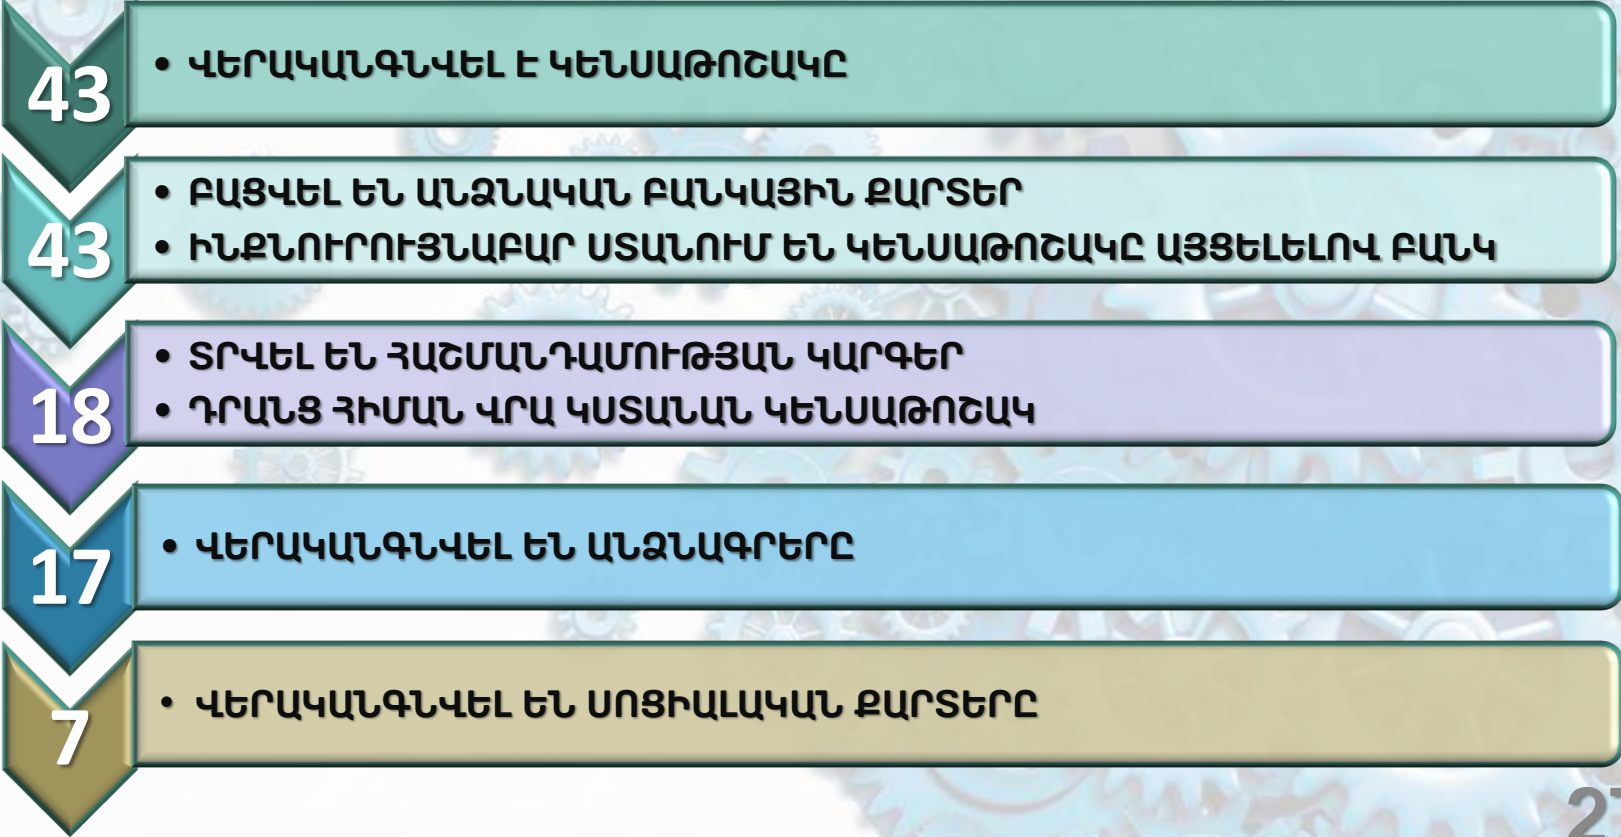 43
• ՎԵՐԱԿԱՆԳՆՎԵԼ Է ԿԵՆՍԱԹՈՇԱԿԸ
43
• ԲԱՑՎԵԼ ԵՆ ԱՆՁՆԱԿԱՆ ԲԱՆԿԱՅԻՆ ՔԱՐՏԵՐ
• ԻՆՔՆՈՒՐՈՒՅՆԱԲԱՐ ՍՏԱՆՈՒՄ ԵՆ ԿԵՆՍԱԹՈՇԱԿԸ ԱՅՑԵԼԵԼՈՎ ԲԱՆԿ
18
• ՏՐՎԵԼ ԵՆ ՀԱՇՄԱՆԴԱՄՈՒԹՅԱՆ ԿԱՐԳԵՐ
• ԴՐԱՆՑ ՀԻՄԱՆ ՎՐԱ ԿՍՏԱՆԱՆ ԿԵՆՍԱԹՈՇԱԿ
17
• ՎԵՐԱԿԱՆԳՆՎԵԼ ԵՆ ԱՆՁՆԱԳՐԵՐԸ
7
• ՎԵՐԱԿԱՆԳՆՎԵԼ ԵՆ ՍՈՑԻԱԼԱԿԱՆ ՔԱՐՏԵՐԸ